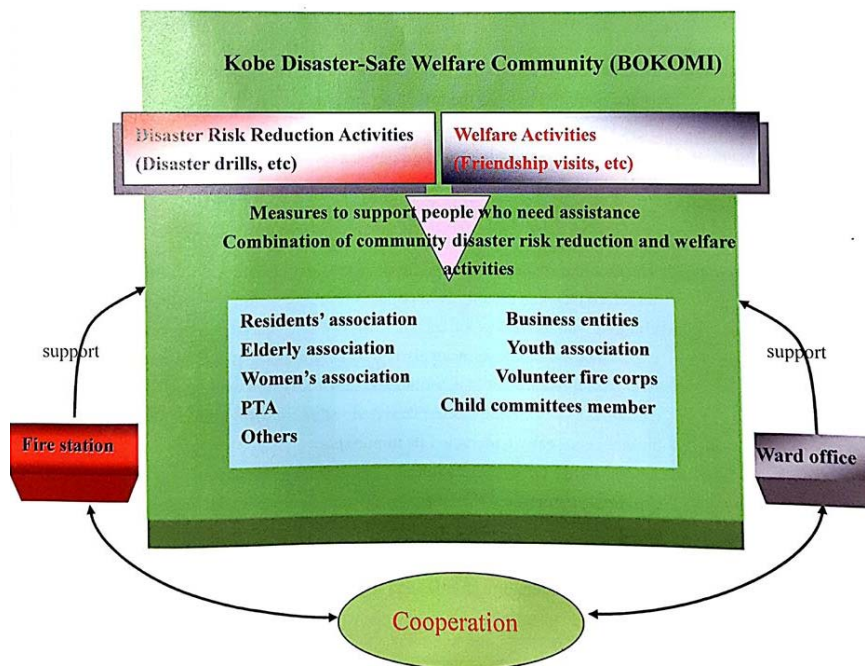 Kobe Disaster-Safe Welfare Community (BOKOMI)
Disaster Risk Reduction Activities
(Disaster drills, etc)
Welfare Activities
(Friendship visits, etc)
Measures to support people who need assistance
Combination of community disaster risk reduction and welfare
activities
Residents' association
Business entities
Elderly association
Youth association
Women's association
Volunteer fire corps
PTA
Child committees member
Others
support
support
Fire station
Ward office
Cooperation